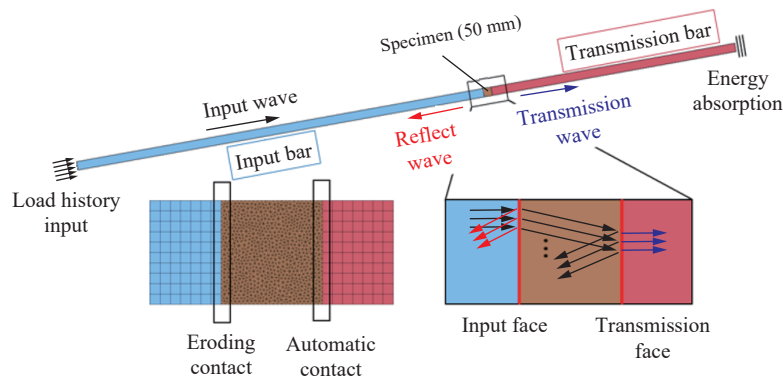 Specimen (50 mm)
Transmission bar
Energy
absorption
Input wave
Input bar
Reflect
wave
Transmission
wave
Load history
input
Eroding
contact
Automatic
contact
Input face
Transmission
face